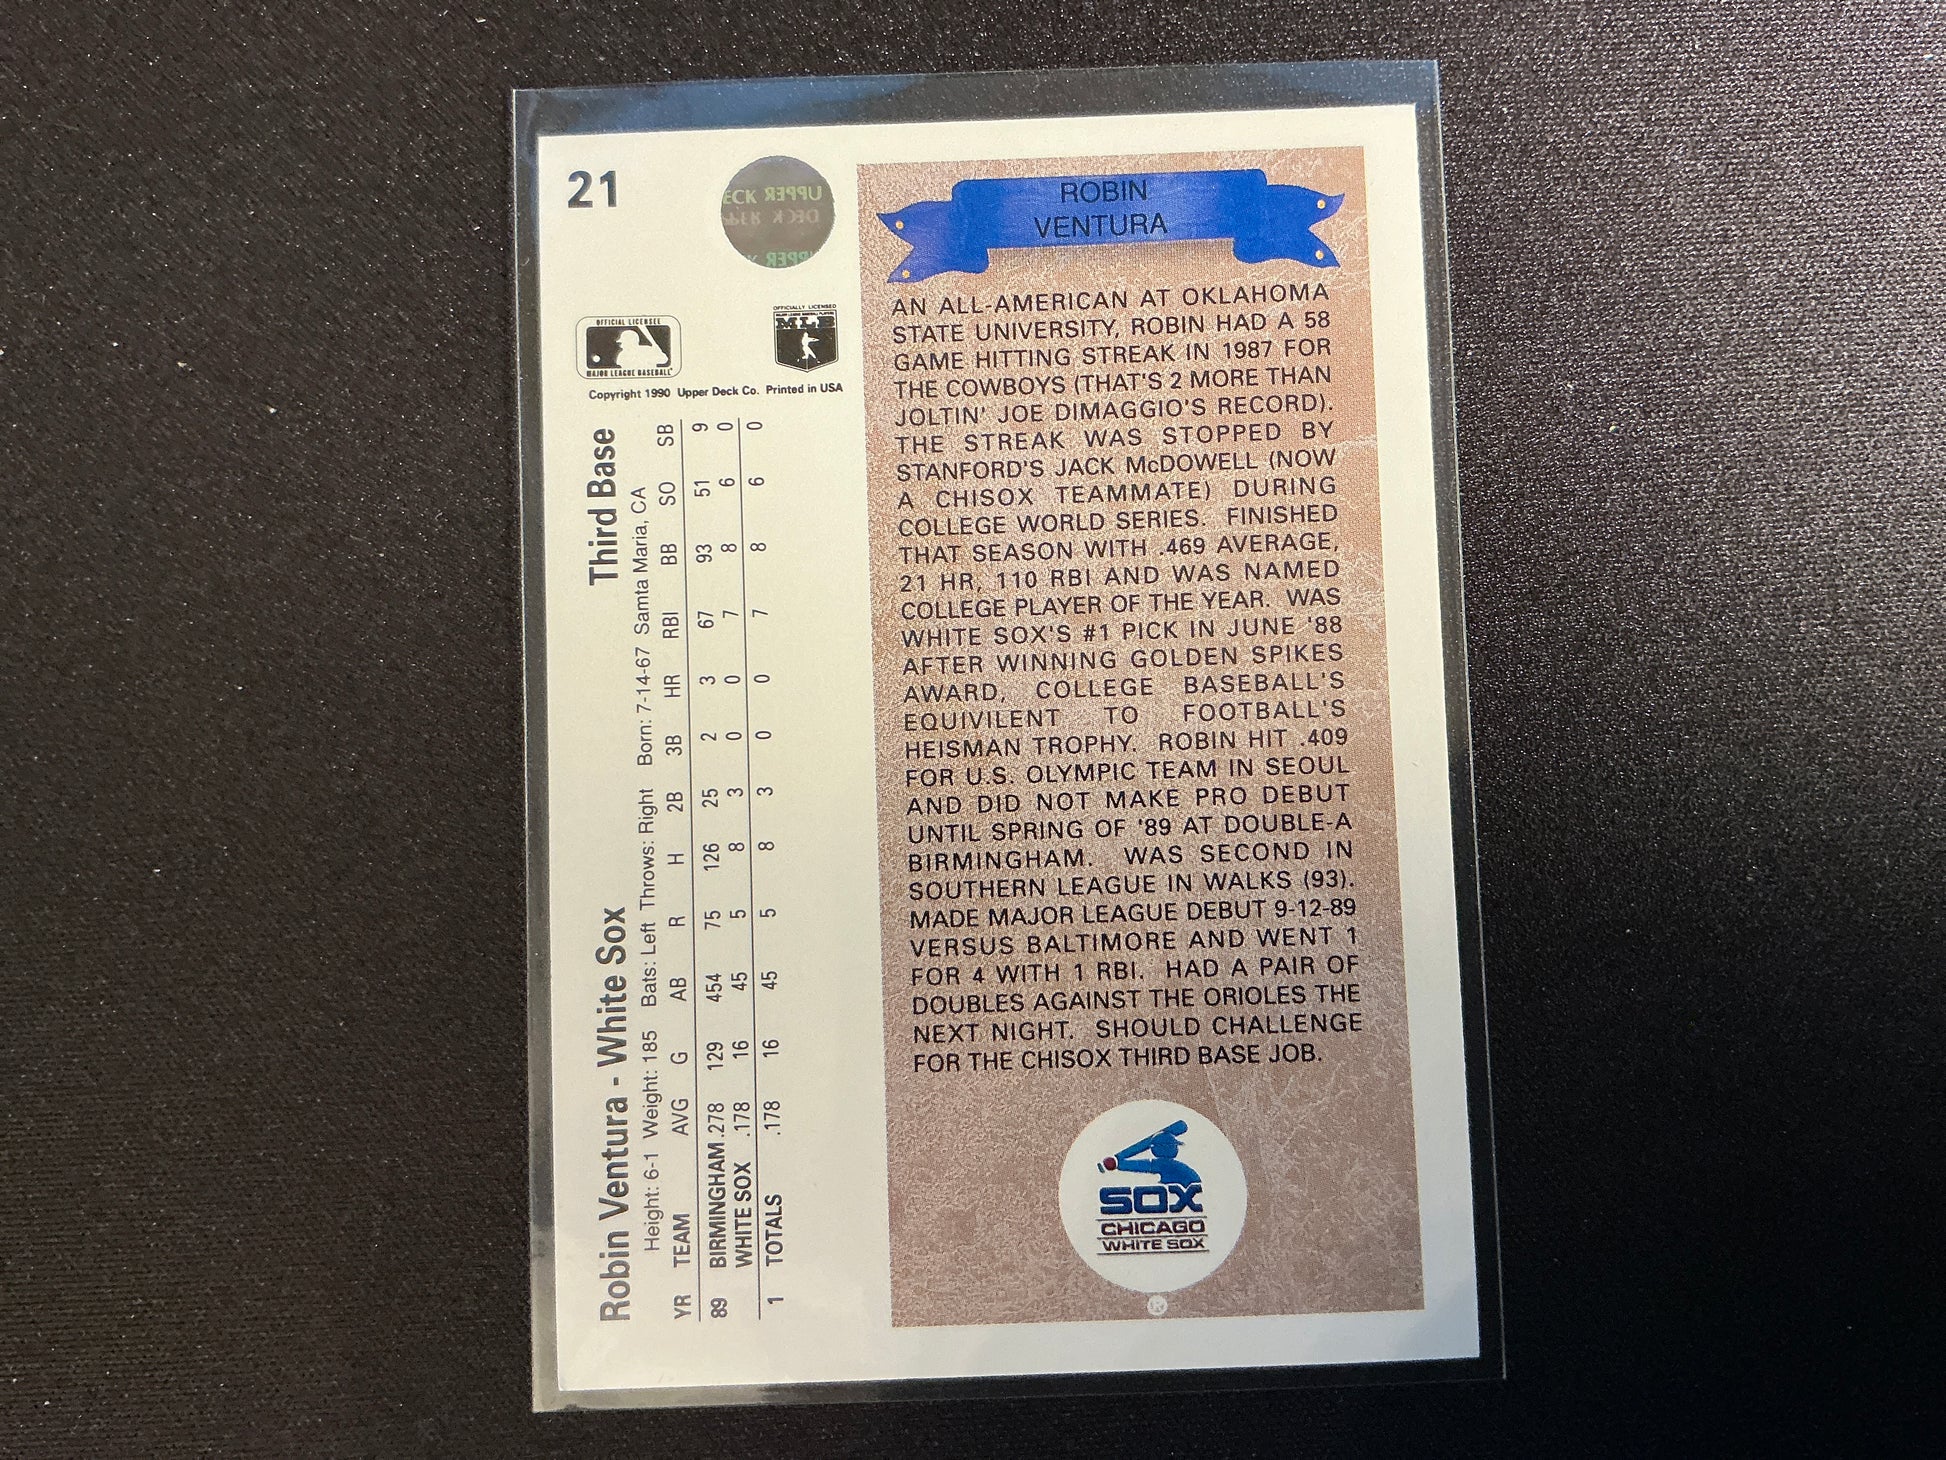 21
ECK UPPER
DECK
UPPER
OFFICIAL LICENSEE
MAJOR LEAGUE BASEBALL
OFFICIALLY LICENSED
MLB
Copyright 1990 Upper Deck Co. Printed in USA
Robin Ventura - White Sox Third Base
Height: 6-1 Weight: 185 Bats: Left Throws: Right Born: 7-14-67 Samta Maria, CA
YR TEAM AVG G AB R H 2B 3B HR RBI BB SO SB
89 BIRMINGHAM .278 129 454 75 126 25 2 3 67 93 51 9
WHITE SOX .178 16 45 5 8 3 0 0 7 8 6 0
1 TOTALS .178 16 45 5 8 3 0 0 7 8 6 0
ROBIN
VENTURA
AN ALL-AMERICAN AT OKLAHOMA
STATE UNIVERSITY, ROBIN HAD A 58
GAME HITTING STREAK IN 1987 FOR
THE COWBOYS (THAT'S 2 MORE THAN
JOLTIN' JOE DIMAGGIO'S RECORD).
THE STREAK WAS STOPPED BY
STANFORD'S JACK McDOWELL (NOW
A CHISOX TEAMMATE) DURING
COLLEGE WORLD SERIES. FINISHED
THAT SEASON WITH .469 AVERAGE,
21 HR, 110 RBI AND WAS NAMED
COLLEGE PLAYER OF THE YEAR. WAS
WHITE SOX'S #1 PICK IN JUNE '88
AFTER WINNING GOLDEN SPIKES
AWARD, COLLEGE BASEBALL'S
EQUIVILENT TO FOOTBALL'S
HEISMAN TROPHY. ROBIN HIT .409
FOR U.S. OLYMPIC TEAM IN SEOUL
AND DID NOT MAKE PRO DEBUT
UNTIL SPRING OF '89 AT DOUBLE-A
BIRMINGHAM. WAS SECOND IN
SOUTHERN LEAGUE IN WALKS (93).
MADE MAJOR LEAGUE DEBUT 9-12-89
VERSUS BALTIMORE AND WENT 1
FOR 4 WITH 1 RBI. HAD A PAIR OF
DOUBLES AGAINST THE ORIOLES THE
NEXT NIGHT. SHOULD CHALLENGE
FOR THE CHISOX THIRD BASE JOB.
SOX
CHICAGO
WHITE SOX
®